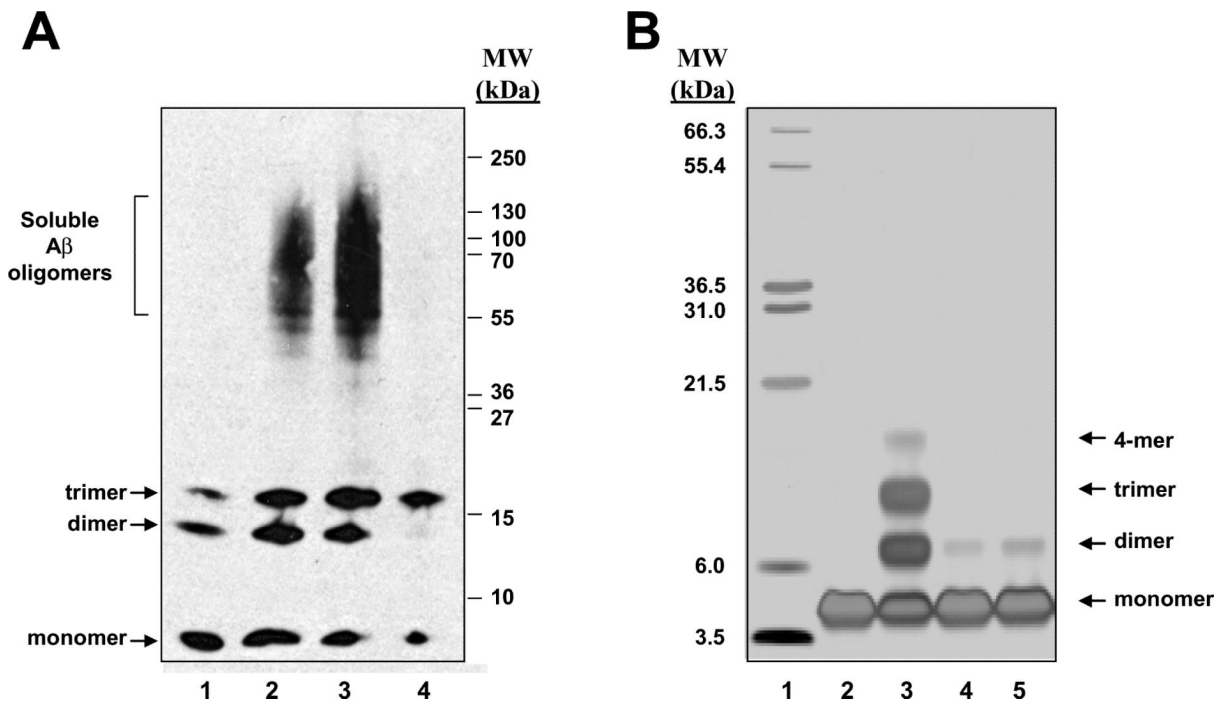 A
MW
(kDa)
250
130
100
70
55
36
27
15
10
Soluble
Aβ
oligomers
trimer
dimer
monomer
1 2 3 4
B
MW
(kDa)
66.3
55.4
36.5
31.0
21.5
6.0
3.5
4-mer
trimer
dimer
monomer
1 2 3 4 5